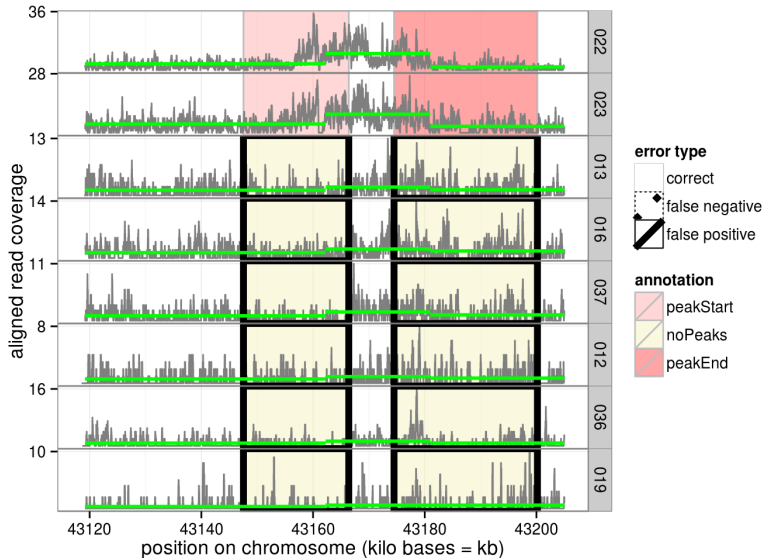 36
28
13
14
11
8
16
10
aligned read coverage
022
023
013
016
037
012
036
019
43120 43140 43160 43180 43200
position on chromosome (kilo bases = kb)
error type
correct
false negative
false positive
annotation
peakStart
noPeaks
peakEnd